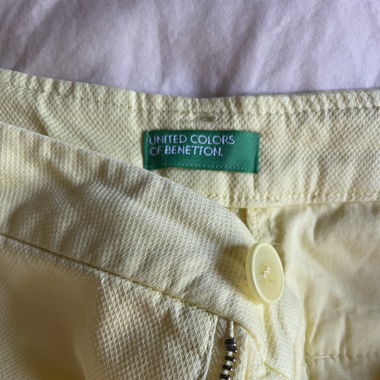 UNITED COLORS
OF BENETTON.